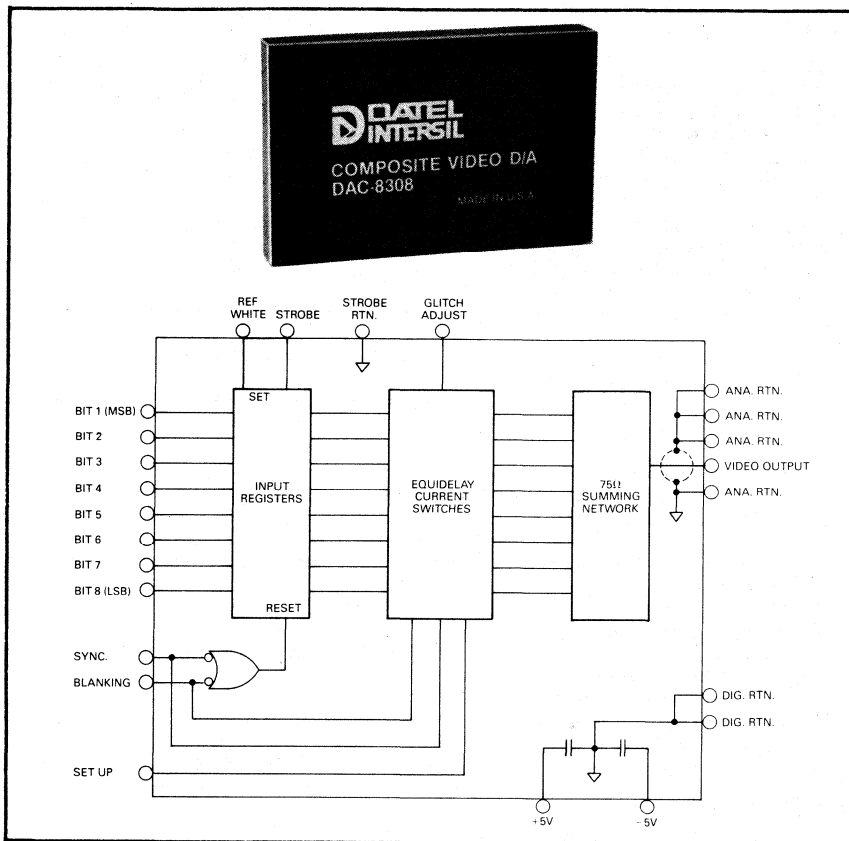 DATEL
INTERSIL
COMPOSITE VIDEO D/A
DAC-8308
MADE IN U.S.A.
REF
WHITE
STROBE
STROBE
RTN.
GLITCH
ADJUST
SET
BIT 1 (MSB)
BIT 2
BIT 3
BIT 4
BIT 5
BIT 6
BIT 7
BIT 8 (LSB)
INPUT
REGISTERS
EQUIDELAY
CURRENT
SWITCHES
75Ω
SUMMING
NETWORK
ANA. RTN.
ANA. RTN.
ANA. RTN.
VIDEO OUTPUT
ANA. RTN.
RESET
SYNC.
BLANKING
SET UP
DIG. RTN.
DIG. RTN.
+5V
-5V